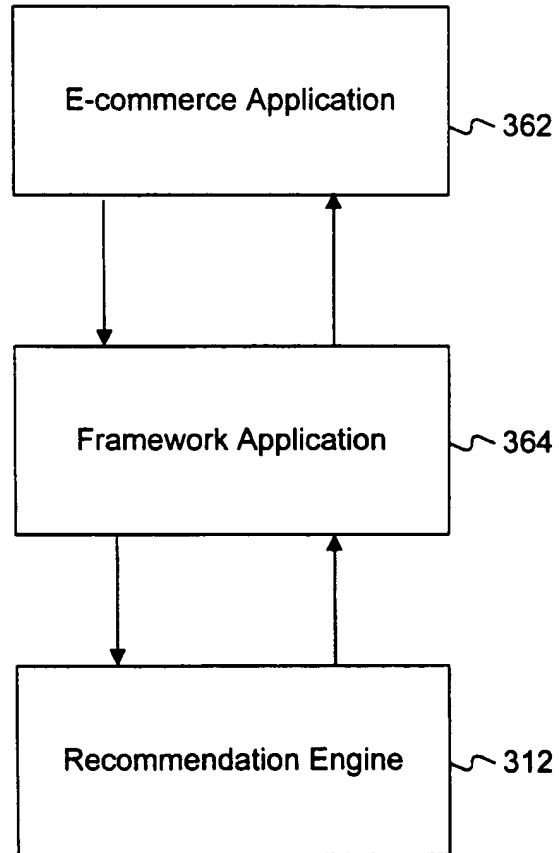 E-commerce Application
362
Framework Application
364
Recommendation Engine
312